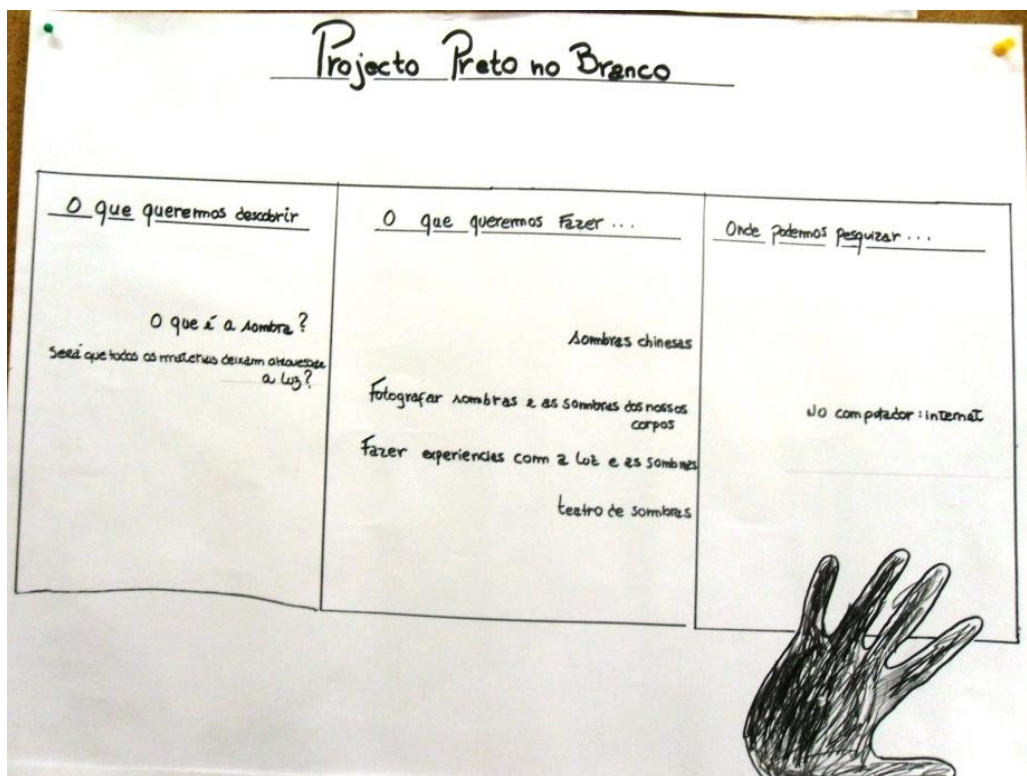 Projecto Preto no Branco
O que queremos descobrir
O que é a sombra?
Será que todos os materiais deixam atravessar
a luz?
O que queremos Fazer...
Sombras chinesas
Fotografar sombras e as sombras dos nossos
corpos
Fazer experiencias com a luz e as sombras
teatro de sombras
Onde podemos pesquizar...
No computador : internet